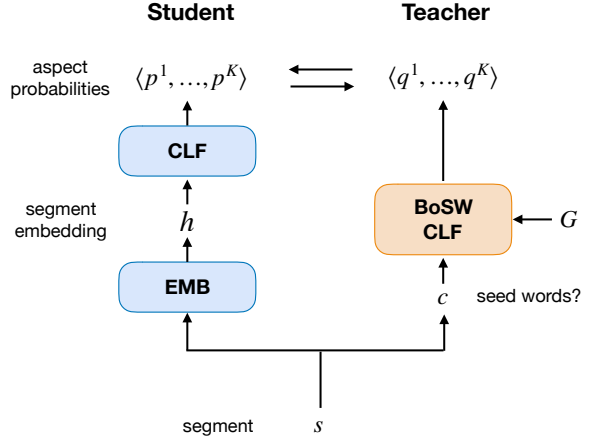 Student
Teacher
aspect
probabilities
⟨p¹, …, pᴷ⟩
⟨q¹, …, qᴷ⟩
CLF
segment
embedding
h
BoSW
CLF
G
EMB
c
seed words?
segment
s